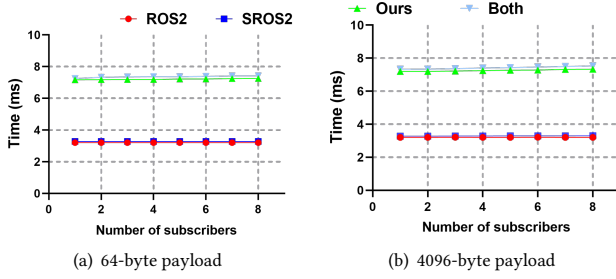 ROS2 SROS2 Ours Both
10
8
6
4
2
0
Time (ms)
0 2 4 6 8
Number of subscribers
(a) 64-byte payload
10
8
6
4
2
0
Time (ms)
0 2 4 6 8
Number of subscribers
(b) 4096-byte payload